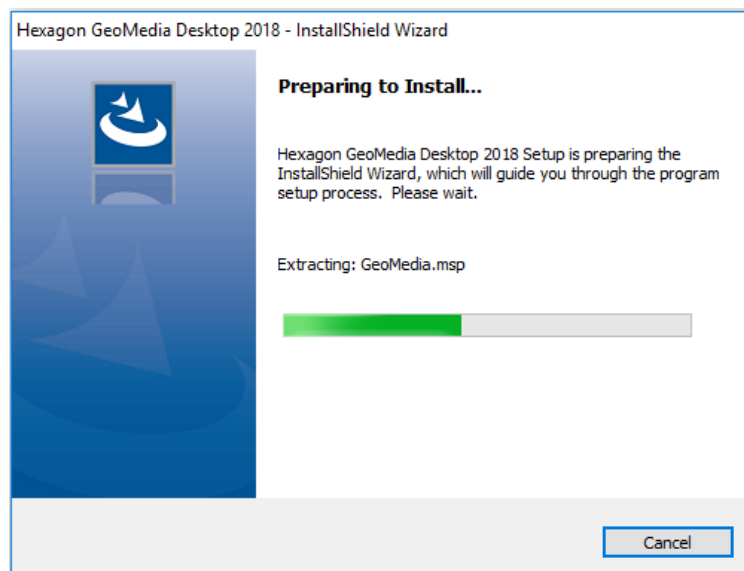 Hexagon GeoMedia Desktop 2018 - InstallShield Wizard
Preparing to Install...
Hexagon GeoMedia Desktop 2018 Setup is preparing the
InstallShield Wizard, which will guide you through the program
setup process.  Please wait.
Extracting: GeoMedia.msp
Cancel